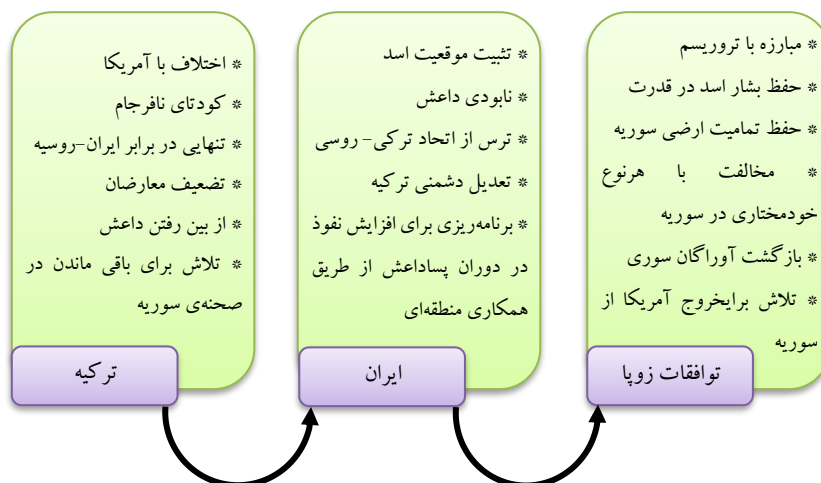 * مبارزه با تروریسم
* حفظ بشار اسد در قدرت
* حفظ تمامیت ارضی سوریه
* مخالفت با هرنوع
خودمختاری در سوریه
* بازگشت آوراگان سوری
* تلاش برایخروج آمریکا از
سوریه
توافقات زوپا
* تثبیت موقعیت اسد
* نابودی داعش
* ترس از اتحاد ترکی- روسی
* تعدیل دشمنی ترکیه
* برنامه‌ریزی برای افزایش نفوذ
در دوران پساداعش از طریق
همکاری منطقه‌ای
ایران
* اختلاف با آمریکا
* کودتای نافرجام
* تنهایی در برابر ایران-روسیه
* تضعیف معارضان
* از بین رفتن داعش
* تلاش برای باقی ماندن در
صحنه‌ی سوریه
ترکیه